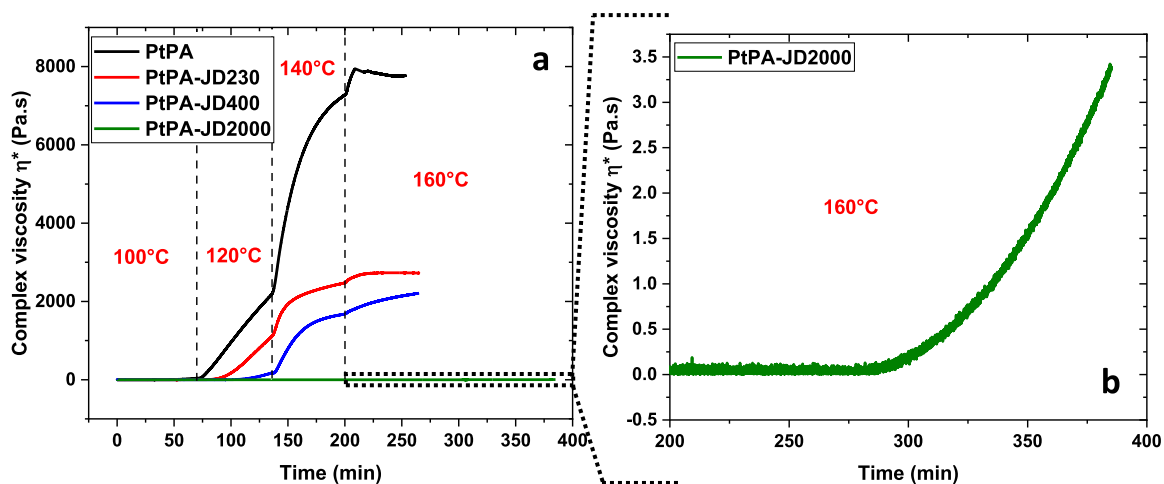 a
PtPA
PtPA-JD230
PtPA-JD400
PtPA-JD2000
140°C
160°C
120°C
100°C
8000
6000
4000
2000
0
Complex viscosity η* (Pa.s)
0 50 100 150 200 250 300 350 400
Time (min)
PtPA-JD2000
160°C
b
3.5
3.0
2.5
2.0
1.5
1.0
0.5
0.0
-0.5
Complex viscosity η* (Pa.s)
200 250 300 350 400
Time (min)